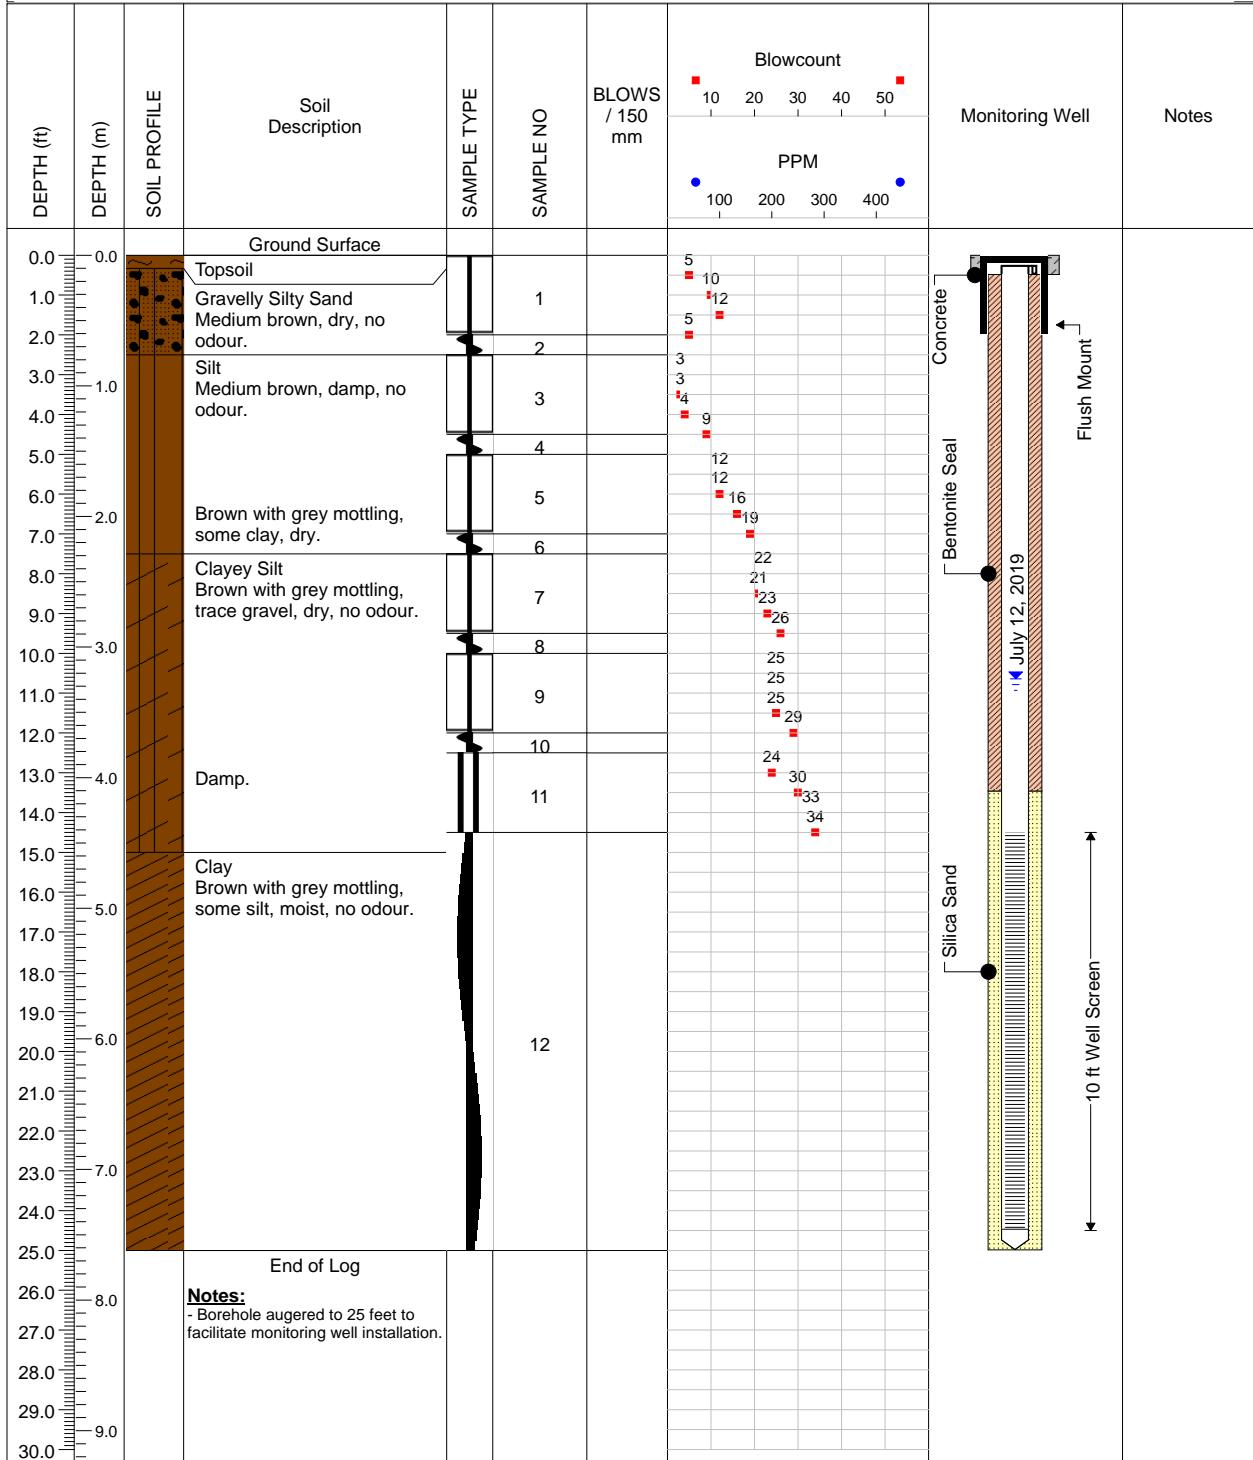 DEPTH (ft)
DEPTH (m)
SOIL PROFILE
Soil
Description
SAMPLE TYPE
SAMPLE NO
BLOWS
/ 150
mm
Blowcount
10 20 30 40 50
PPM
100 200 300 400
Monitoring Well
Notes
0.0
1.0
2.0
3.0
4.0
5.0
6.0
7.0
8.0
9.0
10.0
11.0
12.0
13.0
14.0
15.0
16.0
17.0
18.0
19.0
20.0
21.0
22.0
23.0
24.0
25.0
26.0
27.0
28.0
29.0
30.0
0.0
1.0
2.0
3.0
4.0
5.0
6.0
7.0
8.0
9.0
Ground Surface
Topsoil
Gravelly Silty Sand
Medium brown, dry, no
odour.
Silt
Medium brown, damp, no
odour.
Brown with grey mottling,
some clay, dry.
Clayey Silt
Brown with grey mottling,
trace gravel, dry, no odour.
Damp.
Clay
Brown with grey mottling,
some silt, moist, no odour.
End of Log
Notes:
- Borehole augered to 25 feet to
facilitate monitoring well installation.
1
2
3
4
5
6
7
8
9
10
11
12
5
10
12
5
3
3
4
9
12
12
16
19
22
21
23
26
25
25
25
29
24
30
33
34
Concrete
Flush Mount
Bentonite Seal
July 12, 2019
Silica Sand
10 ft Well Screen